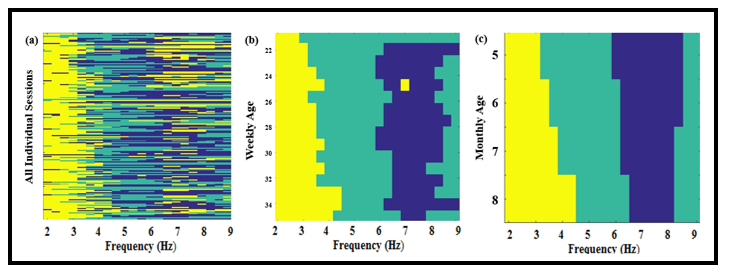 (a)
All Individual Sessions
2 3 4 5 6 7 8 9
Frequency (Hz)
(b)
Weekly Age
22
24
26
28
30
32
34
2 3 4 5 6 7 8 9
Frequency (Hz)
(c)
Monthly Age
5
6
7
8
2 3 4 5 6 7 8 9
Frequency (Hz)